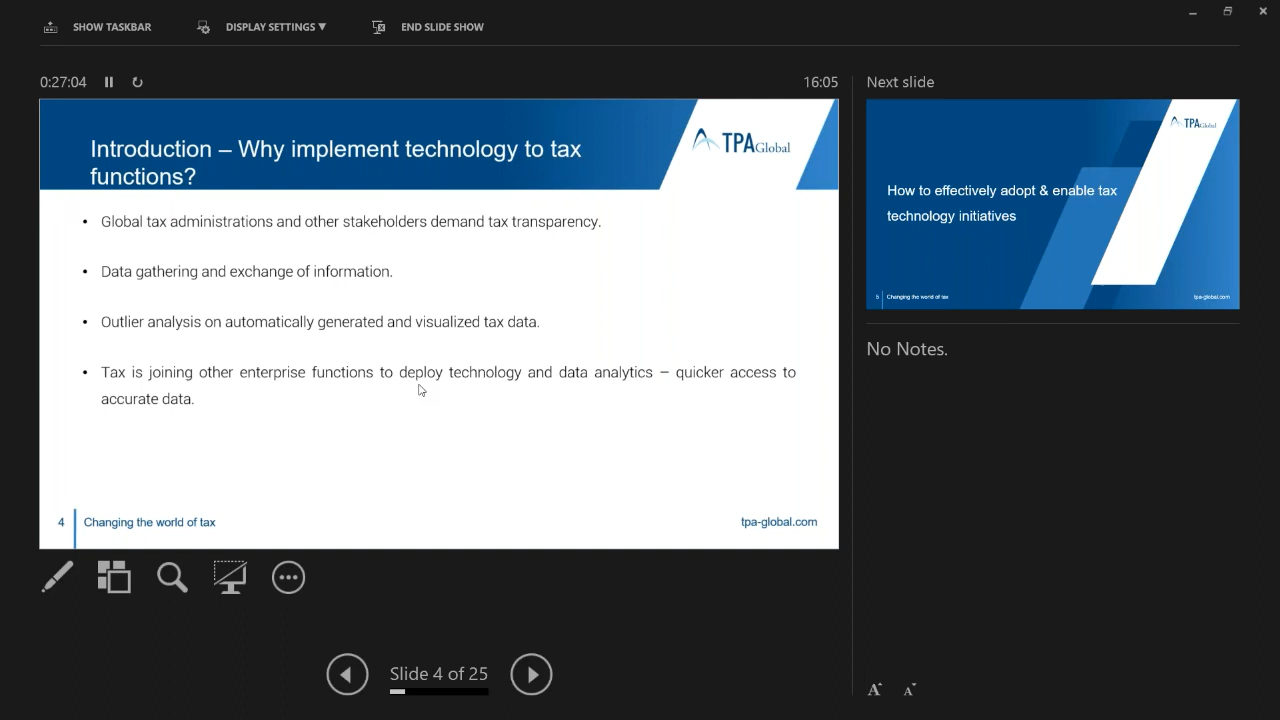 SHOW TASKBAR
DISPLAY SETTINGS ▼
END SLIDE SHOW
0:27:04
16:05
Introduction – Why implement technology to tax
functions?
TPAGlobal
• Global tax administrations and other stakeholders demand tax transparency.
• Data gathering and exchange of information.
• Outlier analysis on automatically generated and visualized tax data.
• Tax is joining other enterprise functions to deploy technology and data analytics – quicker access to
accurate data.
4
Changing the world of tax
tpa-global.com
Slide 4 of 25
Next slide
TPAGlobal
How to effectively adopt & enable tax
technology initiatives
5
Changing the world of tax
tpa-global.com
No Notes.
A A